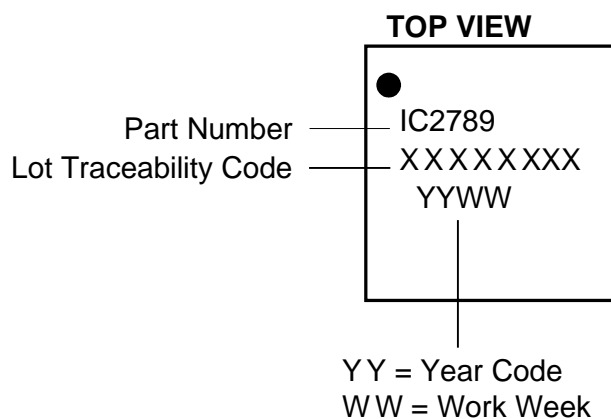 TOP VIEW
IC2789
Part Number
XXXXXXXX
Lot Traceability Code
YYWW
YY = Year Code
WW = Work Week